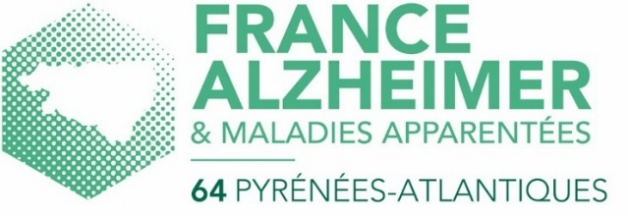 FRANCE
ALZHEIMER
& MALADIES APPARENTÉES
64 PYRÉNÉES-ATLANTIQUES